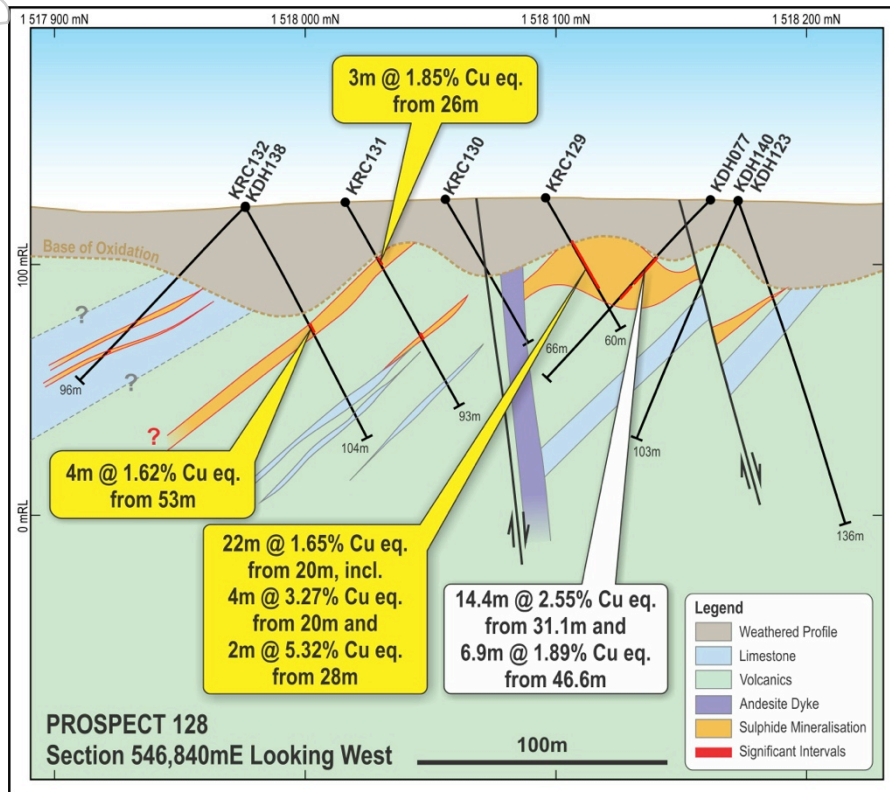 1 517 900 mN
1 518 000 mN
1 518 100 mN
1 518 200 mN
3m @ 1.85% Cu eq.
from 26m
KRC132
KDH138
KRC131
KRC130
KRC129
KDH077
KDH140
KDH123
Base of Oxidation
100 mRL
0 mRL
?
?
?
96m
104m
93m
66m
60m
103m
136m
4m @ 1.62% Cu eq.
from 53m
22m @ 1.65% Cu eq.
from 20m, incl.
4m @ 3.27% Cu eq.
from 20m and
2m @ 5.32% Cu eq.
from 28m
14.4m @ 2.55% Cu eq.
from 31.1m and
6.9m @ 1.89% Cu eq.
from 46.6m
Legend
Weathered Profile
Limestone
Volcanics
Andesite Dyke
Sulphide Mineralisation
Significant Intervals
PROSPECT 128
Section 546,840mE Looking West
100m